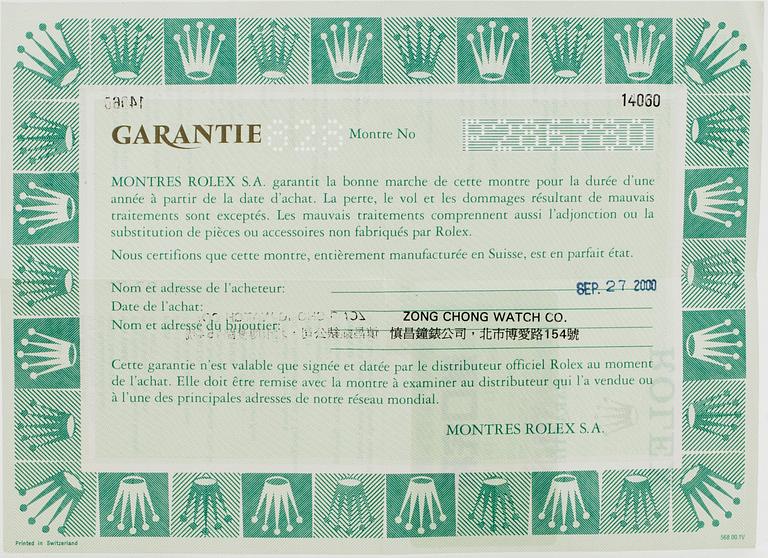 14060
GARANTIE 828 Montre No P286780
MONTRES ROLEX S.A. garantit la bonne marche de cette montre pour la durée d'une
année à partir de la date d'achat. La perte, le vol et les dommages résultant de mauvais
traitements sont exceptés. Les mauvais traitements comprennent aussi l'adjonction ou la
substitution de pièces ou accessoires non fabriqués par Rolex.
Nous certifions que cette montre, entièrement manufacturée en Suisse, est en parfait état.
Nom et adresse de l'acheteur: SEP. 27 2000
Date de l'achat:
Nom et adresse du bijoutier: ZONG CHONG WATCH CO.
慎昌鐘錶公司，北市博愛路154號
Cette garantie n'est valable que signée et datée par le distributeur officiel Rolex au moment
de l'achat. Elle doit être remise avec la montre à examiner au distributeur qui l'a vendue ou
à l'une des principales adresses de notre réseau mondial.
MONTRES ROLEX S.A.
Printed in Switzerland 568.00.1V